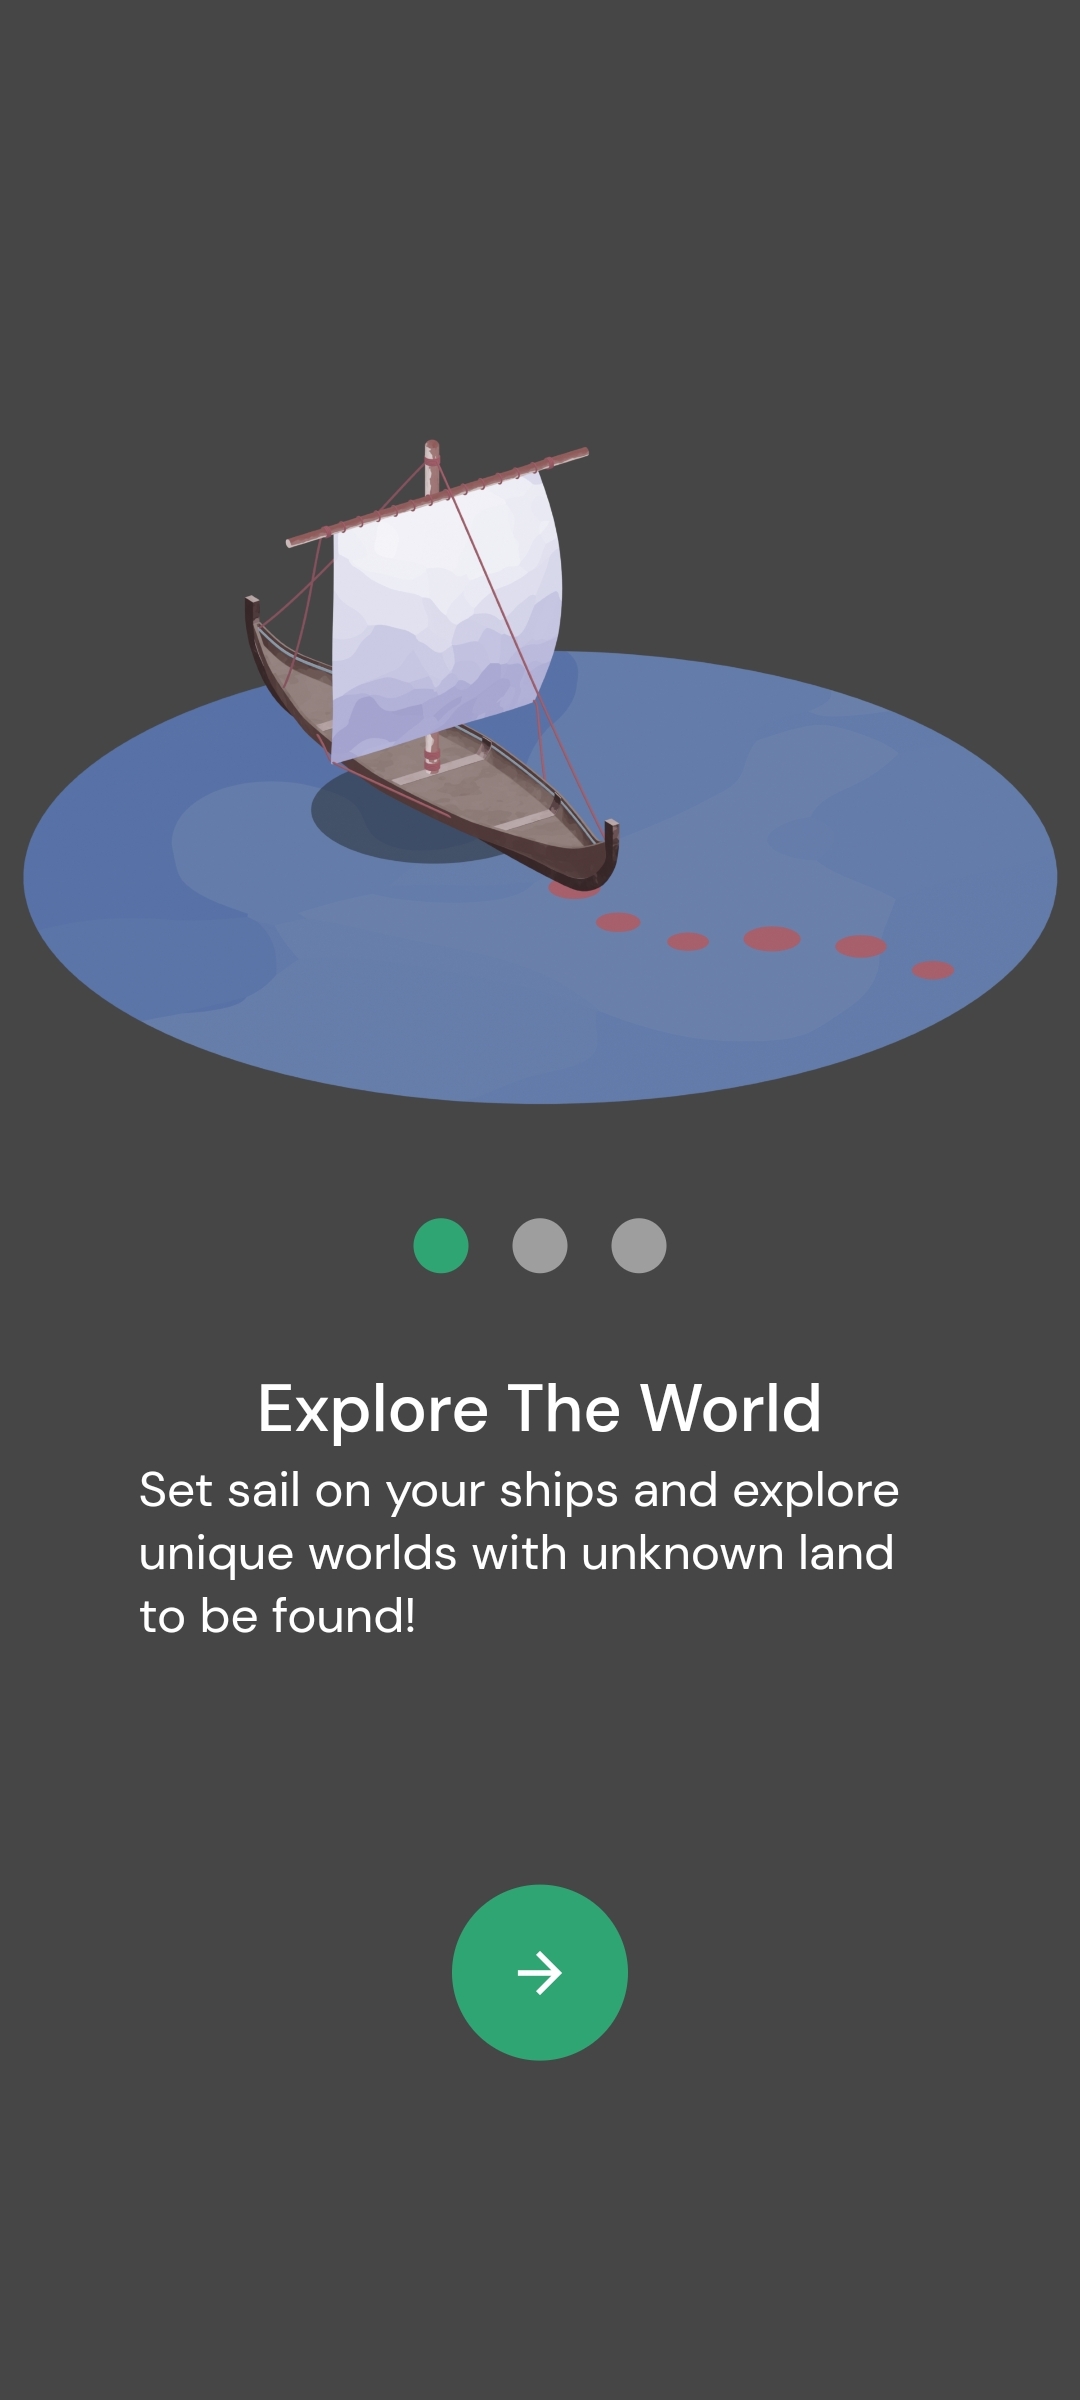 Explore The World
Set sail on your ships and explore
unique worlds with unknown land
to be found!